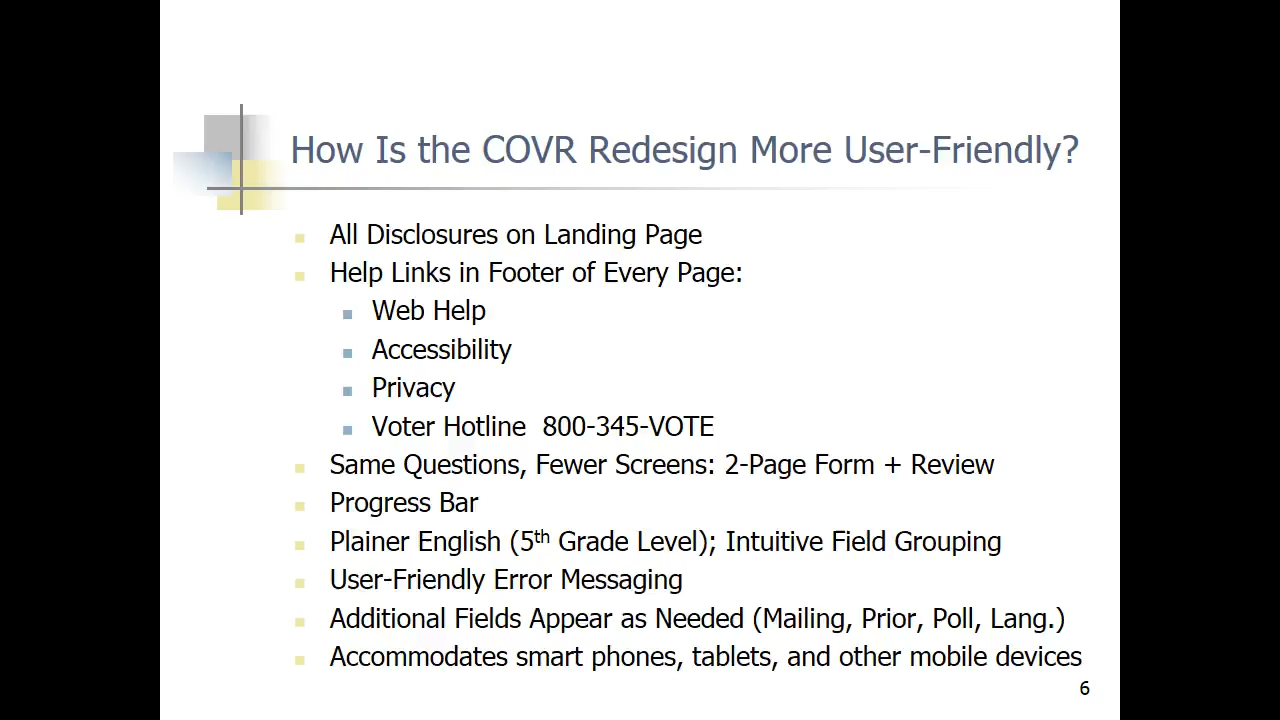 How Is the COVR Redesign More User-Friendly?
All Disclosures on Landing Page
Help Links in Footer of Every Page:
Web Help
Accessibility
Privacy
Voter Hotline  800-345-VOTE
Same Questions, Fewer Screens: 2-Page Form + Review
Progress Bar
Plainer English (5th Grade Level); Intuitive Field Grouping
User-Friendly Error Messaging
Additional Fields Appear as Needed (Mailing, Prior, Poll, Lang.)
Accommodates smart phones, tablets, and other mobile devices
6